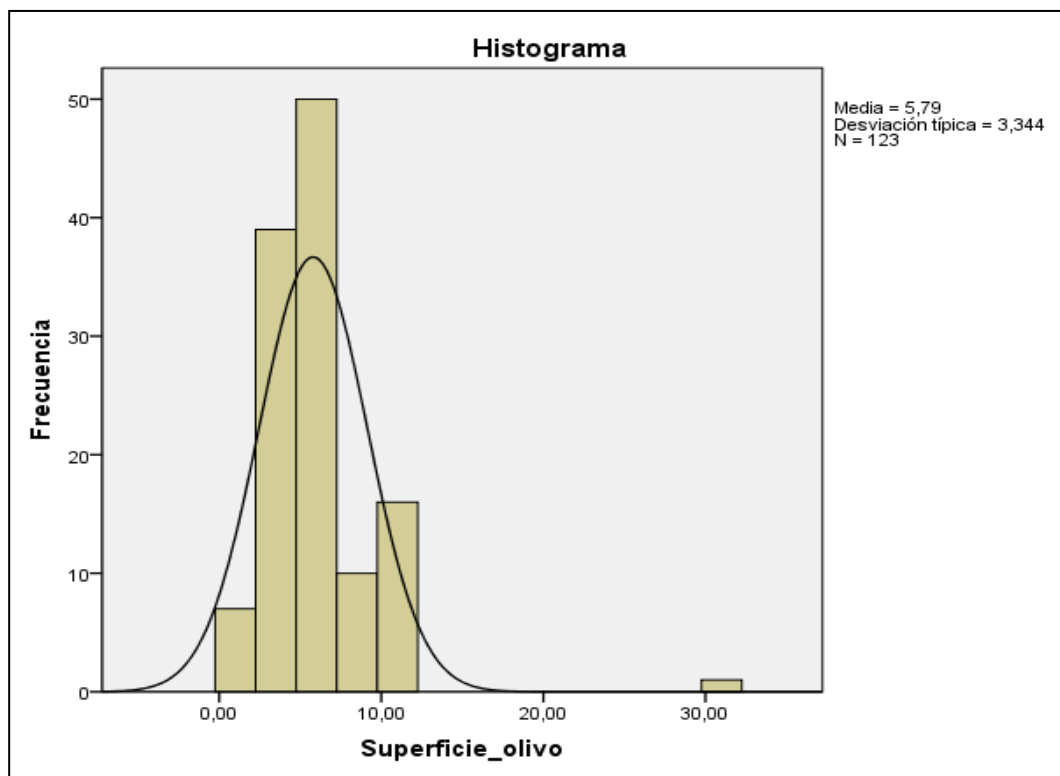 Histograma
Media = 5,79
Desviación típica = 3,344
N = 123
50
40
30
20
10
0
Frecuencia
0,00 10,00 20,00 30,00
Superficie_olivo